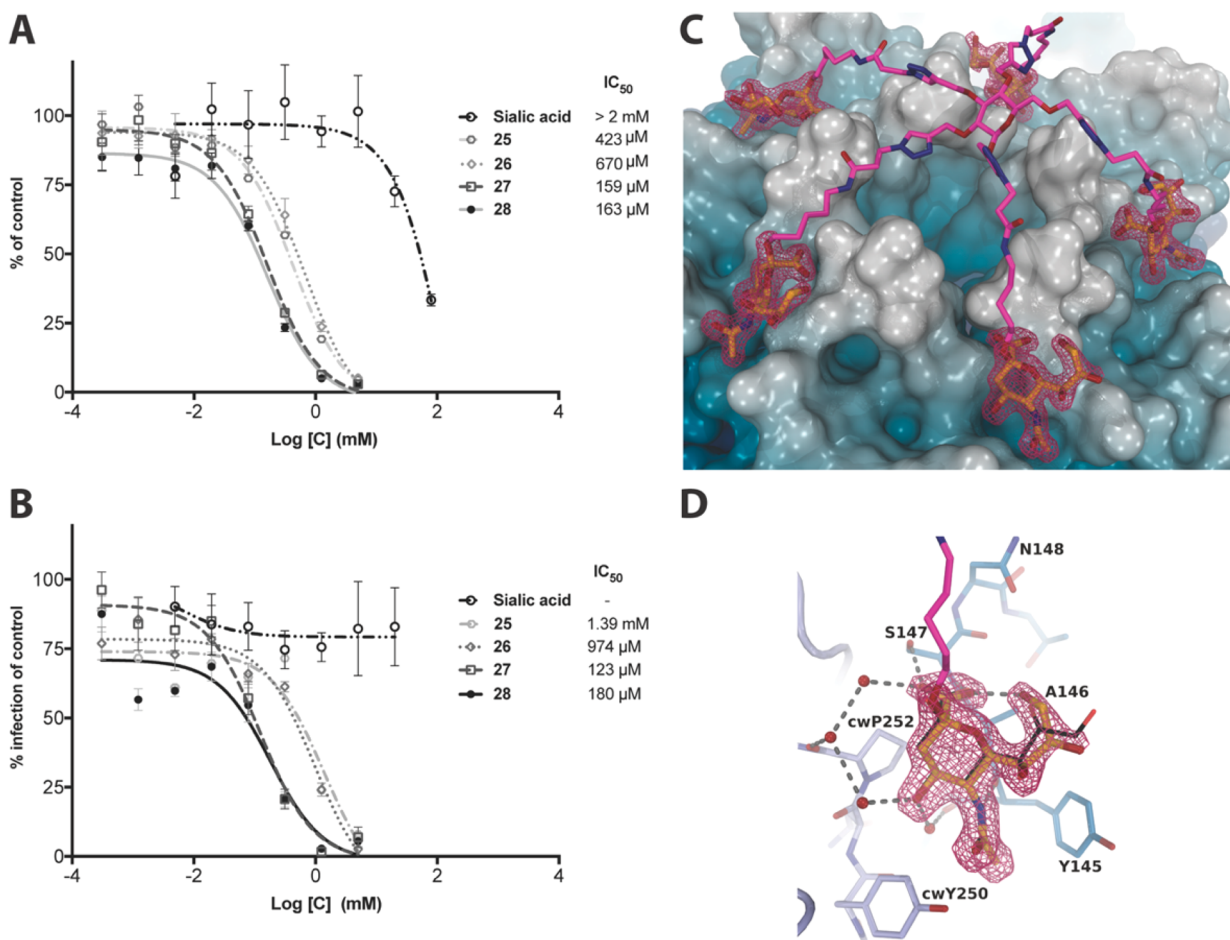 A
% of control
100
75
50
25
0
-4
-2
0
2
4
Log [C] (mM)
IC50
Sialic acid > 2 mM
25 423 µM
26 670 µM
27 159 µM
28 163 µM
B
% infection of control
100
75
50
25
0
-4
-2
0
2
4
Log [C] (mM)
IC50
Sialic acid -
25 1.39 mM
26 974 µM
27 123 µM
28 180 µM
C
D
N148
S147
A146
cwP252
Y145
cwY250